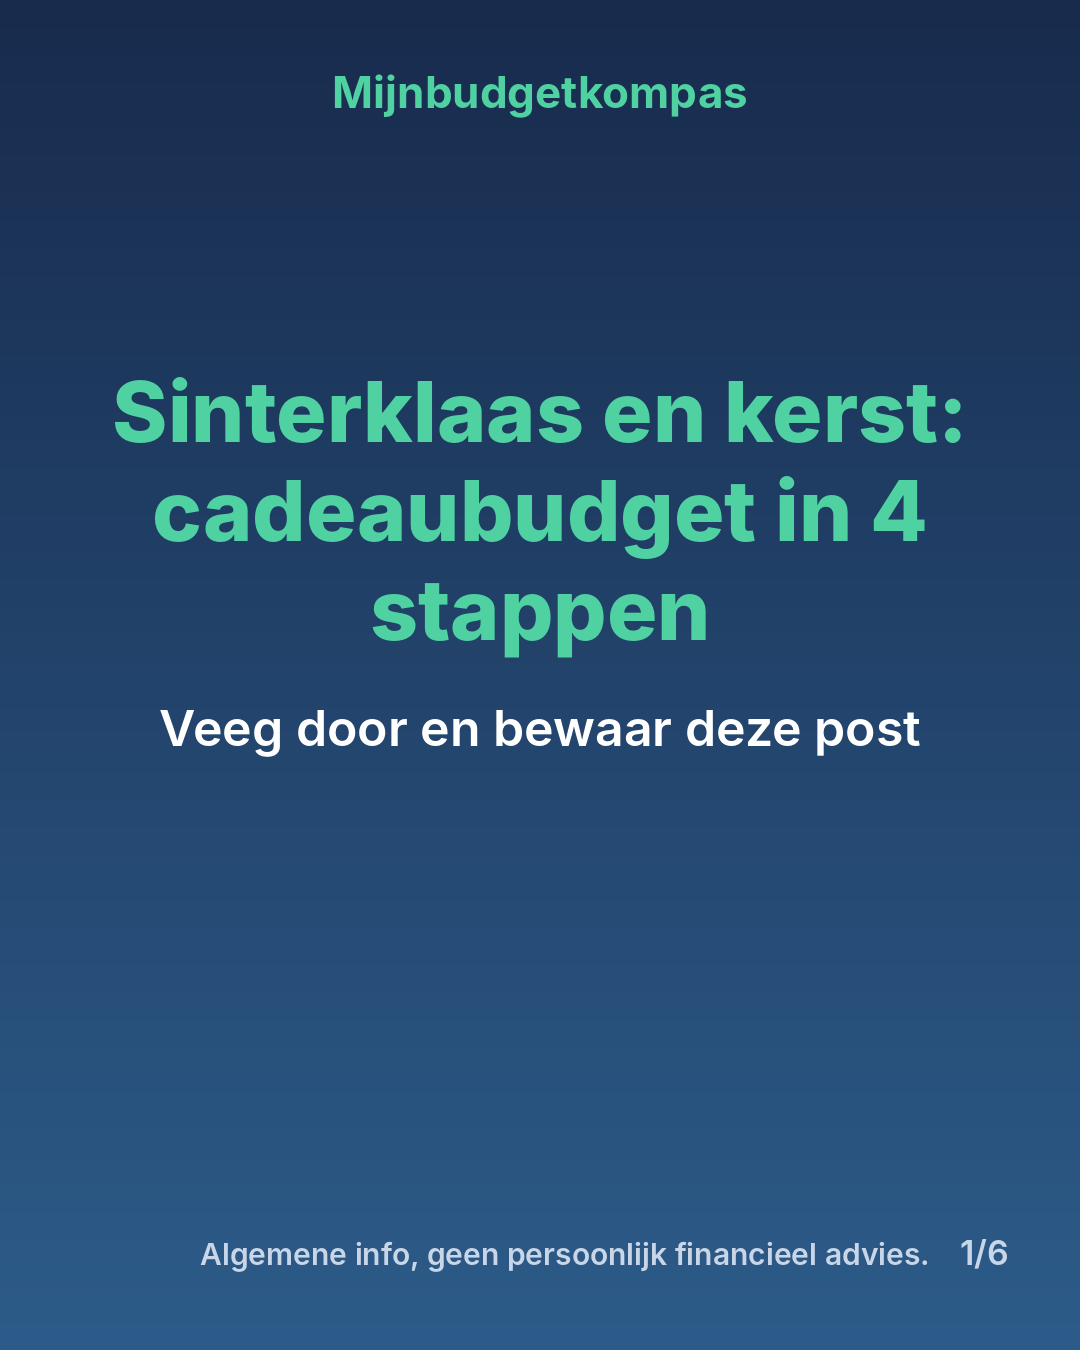 Mijnbudgetkompas
Sinterklaas en kerst:
cadeaubudget in 4
stappen
Veeg door en bewaar deze post
Algemene info, geen persoonlijk financieel advies. 1/6